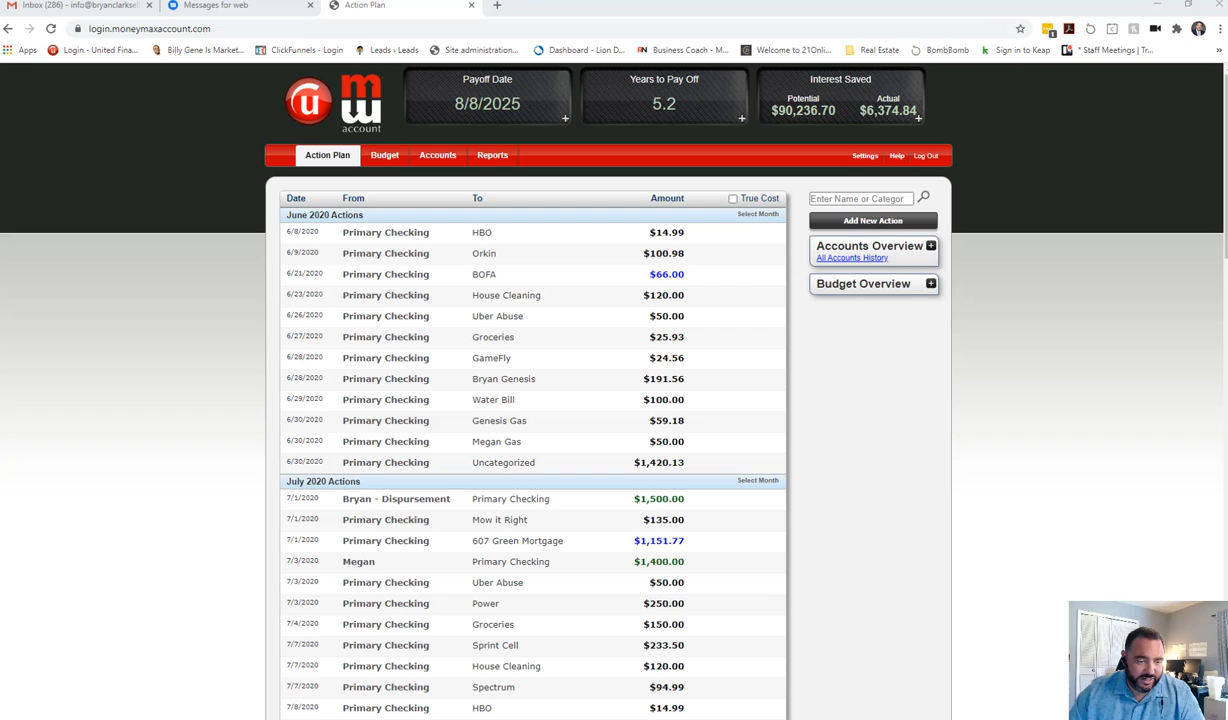 Inbox (286) - info@bryanclarksel
Messages for web
Action Plan
login.moneymaxaccount.com
Apps
Login - United Fina...
Billy Gene Is Market...
ClickFunnels - Login
Leads ‹ Leads
Site administration...
Dashboard - Lion D...
Business Coach - M...
Welcome to 21Onli...
Real Estate
BombBomb
Sign in to Keap
* Staff Meetings | Tr...
»
u
mm
account
Payoff Date
8/8/2025
Years to Pay Off
5.2
Interest Saved
Potential
Actual
$90,236.70
$6,374.84
Action Plan
Budget
Accounts
Reports
Settings
Help
Log Out
Date From To Amount True Cost
June 2020 Actions Select Month
6/8/2020 Primary Checking HBO $14.99
6/9/2020 Primary Checking Orkin $100.98
6/21/2020 Primary Checking BOFA $66.00
6/23/2020 Primary Checking House Cleaning $120.00
6/26/2020 Primary Checking Uber Abuse $50.00
6/27/2020 Primary Checking Groceries $25.93
6/28/2020 Primary Checking GameFly $24.56
6/28/2020 Primary Checking Bryan Genesis $191.56
6/29/2020 Primary Checking Water Bill $100.00
6/30/2020 Primary Checking Genesis Gas $59.18
6/30/2020 Primary Checking Megan Gas $50.00
6/30/2020 Primary Checking Uncategorized $1,420.13
July 2020 Actions Select Month
7/1/2020 Bryan - Dispursement Primary Checking $1,500.00
7/1/2020 Primary Checking Mow it Right $135.00
7/1/2020 Primary Checking 607 Green Mortgage $1,151.77
7/3/2020 Megan Primary Checking $1,400.00
7/3/2020 Primary Checking Uber Abuse $50.00
7/3/2020 Primary Checking Power $250.00
7/4/2020 Primary Checking Groceries $150.00
7/7/2020 Primary Checking Sprint Cell $233.50
7/7/2020 Primary Checking House Cleaning $120.00
7/7/2020 Primary Checking Spectrum $94.99
7/8/2020 Primary Checking HBO $14.99
Enter Name or Categor
Add New Action
Accounts Overview
All Accounts History
Budget Overview